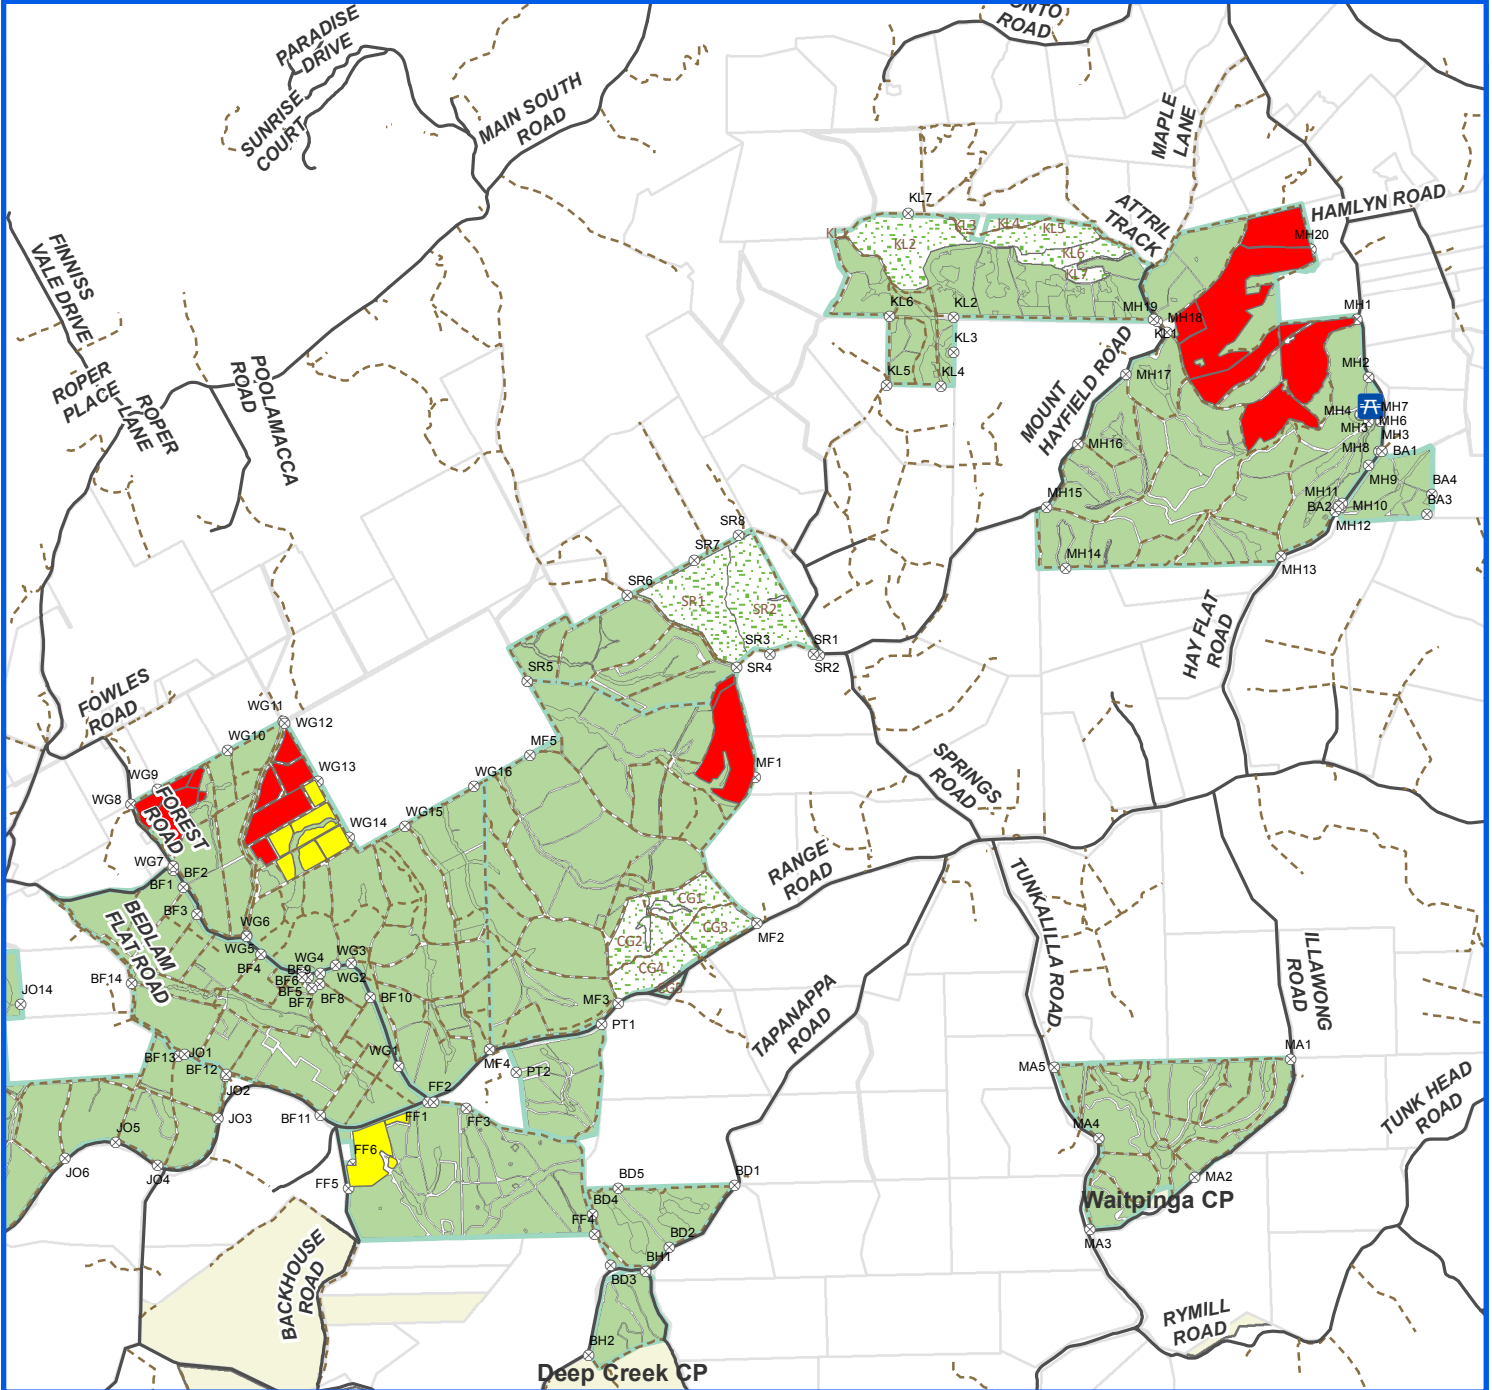 ONTO
ROAD
PARADISE
DRIVE
SUNRISE
COURT
MAIN SOUTH
ROAD
MAPLE
LANE
ATTRIL
TRACK
HAMLYN ROAD
FINNISS
VALE DRIVE
KL7
KL1
KL2
KL3
KL4
KL5
KL6
KL7
MH20
KL6
KL2
KL3
KL5
KL4
MH19
MH18
KL1
MH1
MH17
MH2
MH4
MH7
MH6
MH3
MH3
MH8
BA1
MH9
BA4
BA3
MH11
BA2
MH10
MH12
MH13
MH14
MH15
MH16
MOUNT
HAYFIELD ROAD
ROPER
PLACE
ROPER
LANE
POOLAMACCA
ROAD
SR8
SR7
SR6
SR1
SR2
SR3
SR4
SR1
SR2
SR5
HAY FLAT
ROAD
FOWLES
ROAD
WG11
WG12
WG10
WG13
WG9
WG8
FOREST
ROAD
WG14
WG15
WG16
MF5
MF1
SPRINGS
ROAD
WG7
BF2
BF1
BF3
BEDLAM
FLAT ROAD
WG6
WG5
BF4
WG4
WG3
WG2
BF9
BF6
BF5
BF7
BF8
BF10
BF14
JO14
CG1
CG2
CG3
CG4
MF2
MF3
RANGE
ROAD
TAPANAPPA
ROAD
TUNKALILLA ROAD
ILLAWONG
ROAD
PT1
PT2
MF4
WG1
BF13
JO1
BF12
JO2
JO3
BF11
FF2
FF1
FF3
FF6
FF5
JO5
JO6
JO4
MA5
MA1
MA4
MA2
MA3
Waitpinga CP
TUNK HEAD
ROAD
BD5
BD1
BD4
FF4
BD2
BH1
BD3
BH2
BACKHOUSE
ROAD
RYMILL
ROAD
Deep Creek CP